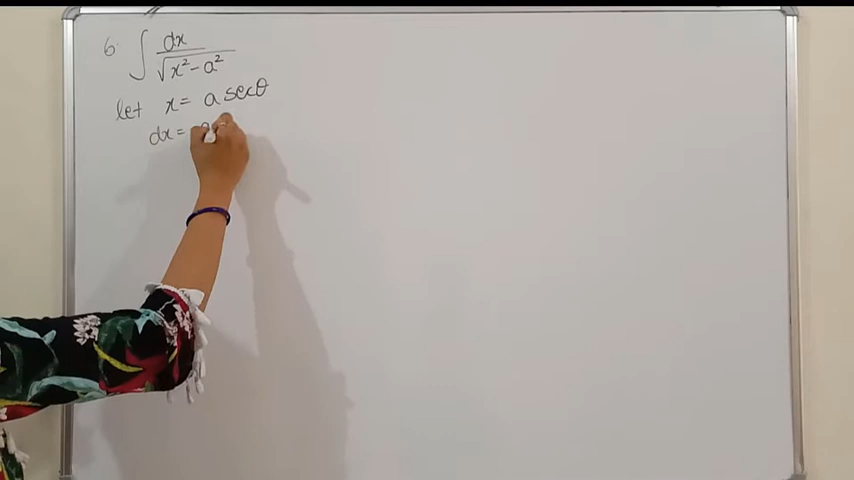 6. ∫ dx / √x² - a²
let x = a secθ
dx = a